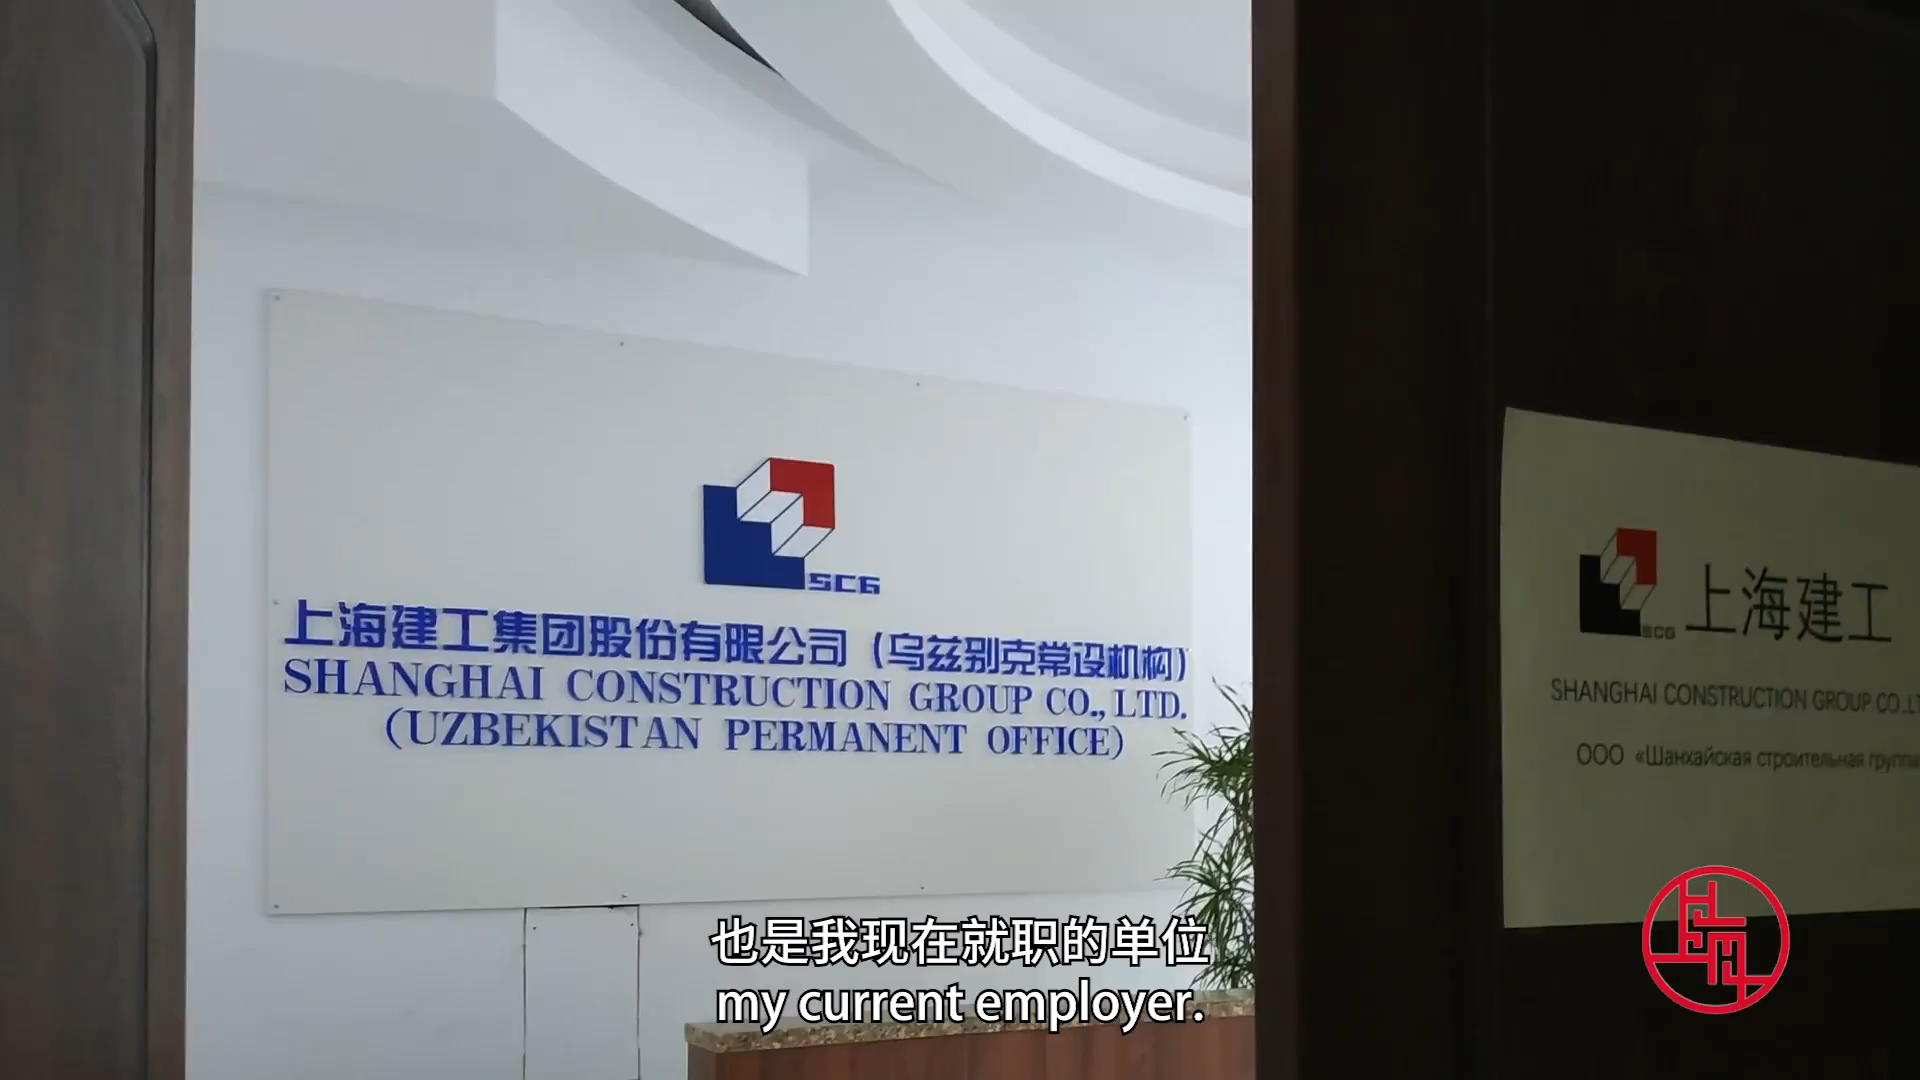 SCG
上海建工集团股份有限公司（乌兹别克常设机构）
SHANGHAI CONSTRUCTION GROUP CO., LTD.
(UZBEKISTAN PERMANENT OFFICE)
SCG
上海建工
SHANGHAI CONSTRUCTION GROUP CO.,LT
ООО «Шанхайская строительная группа
也是我现在就职的单位
my current employer.